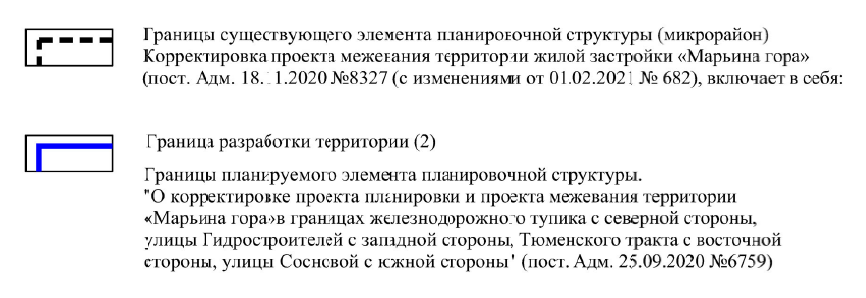 Границы существующего элемента планировочной структуры (микрорайон)
Корректировка проекта межевания территории жилой застройки «Марьина гора»
(пост. Адм. 18.11.2020 №8327 (с изменениями от 01.02.2021 № 682), включает в себя:
Граница разработки территории (2)
Границы планируемого элемента планировочной структуры.
"О корректировке проекта планировки и проекта межевания территории
«Марьина гора»в границах железнодорожного тупика с северной стороны,
улицы Гидростроителей с западной стороны, Тюменского тракта с восточной
стороны, улицы Сосновой с южной стороны" (пост. Адм. 25.09.2020 №6759)